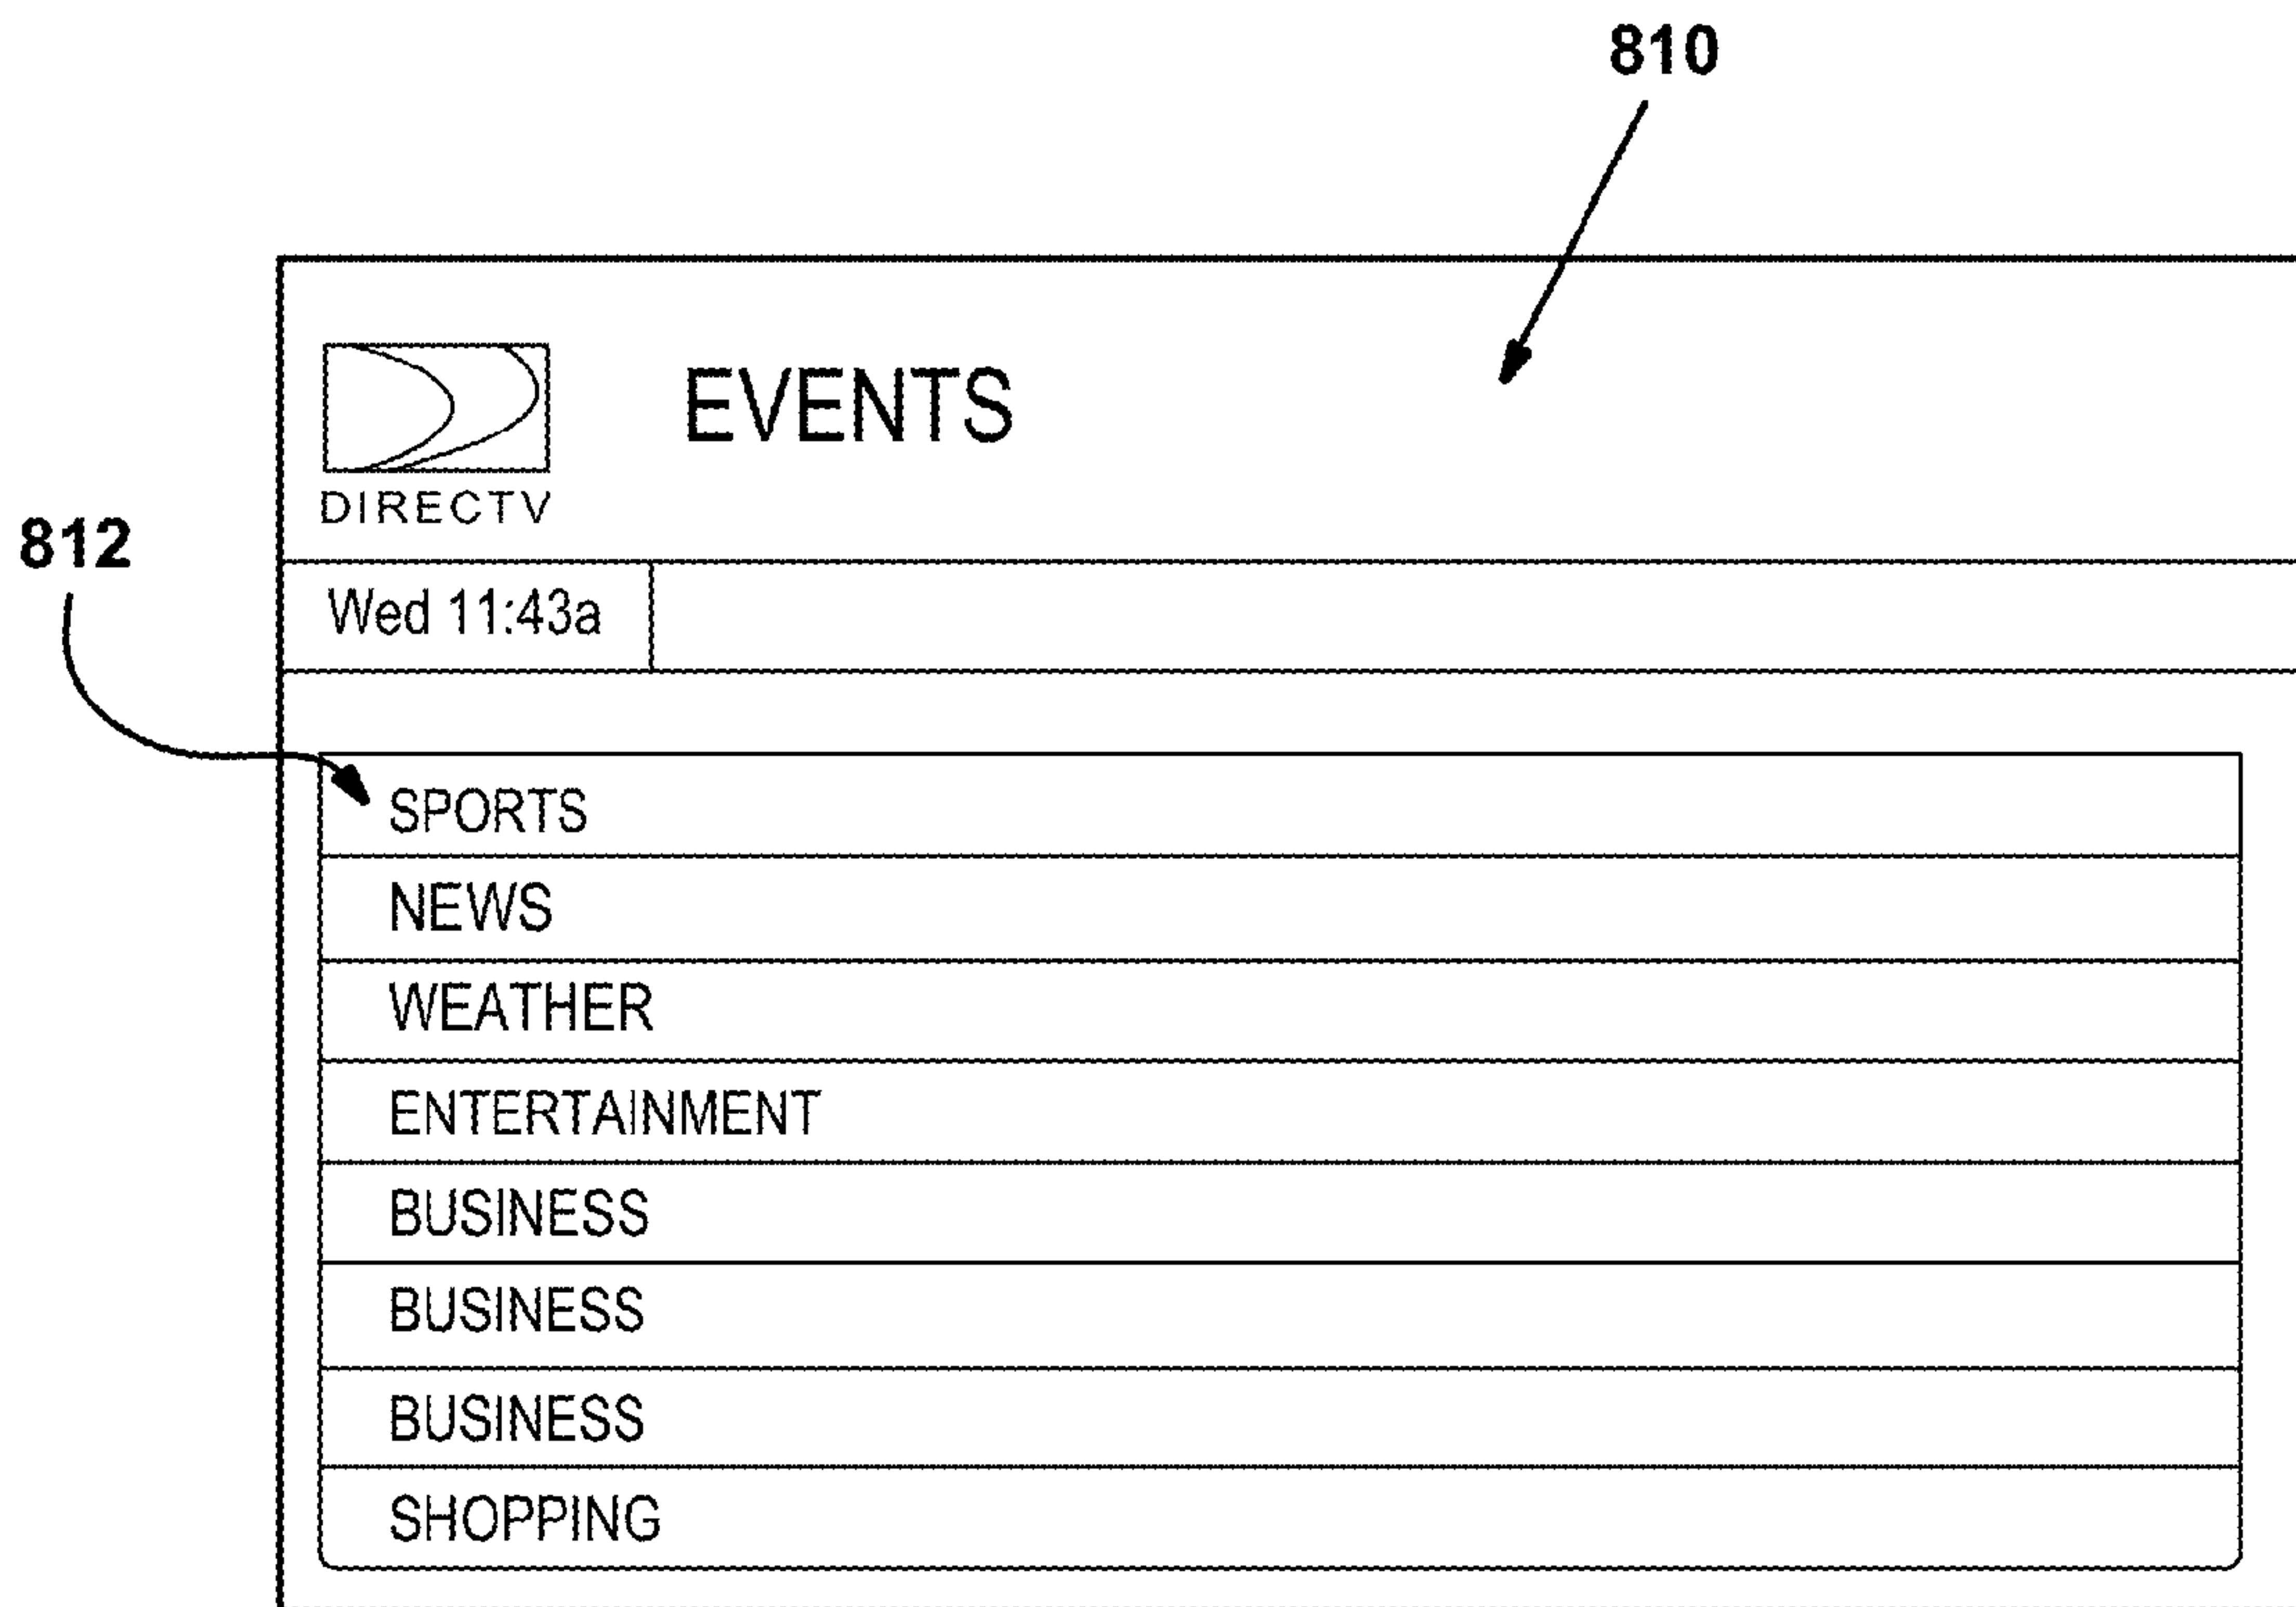 810
EVENTS
DIRECTV
812
Wed 11:43a
SPORTS
NEWS
WEATHER
ENTERTAINMENT
BUSINESS
BUSINESS
BUSINESS
SHOPPING